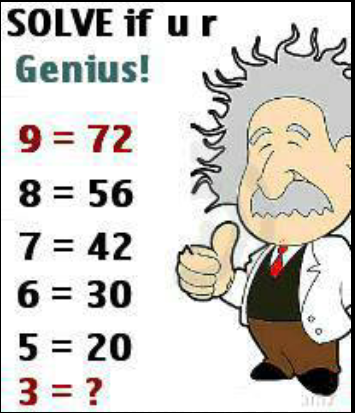 SOLVE if u r
Genius!
9 = 72
8 = 56
7 = 42
6 = 30
5 = 20
3 = ?